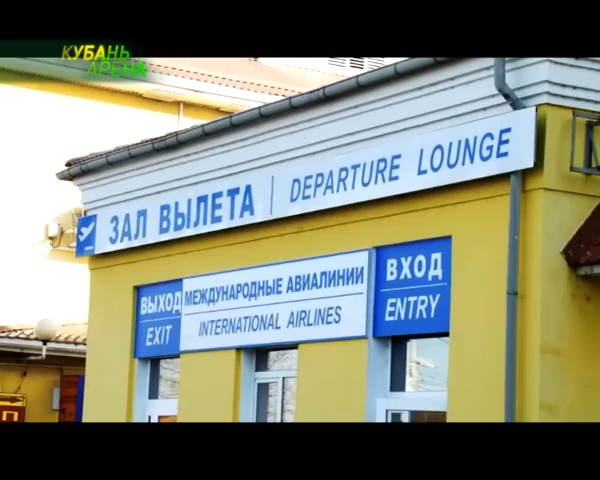 КУБАНЬ
АРЕНА
ЗАЛ ВЫЛЕТА | DEPARTURE LOUNGE
ВЫХОД
EXIT
МЕЖДУНАРОДНЫЕ АВИАЛИНИИ
INTERNATIONAL AIRLINES
ВХОД
ENTRY